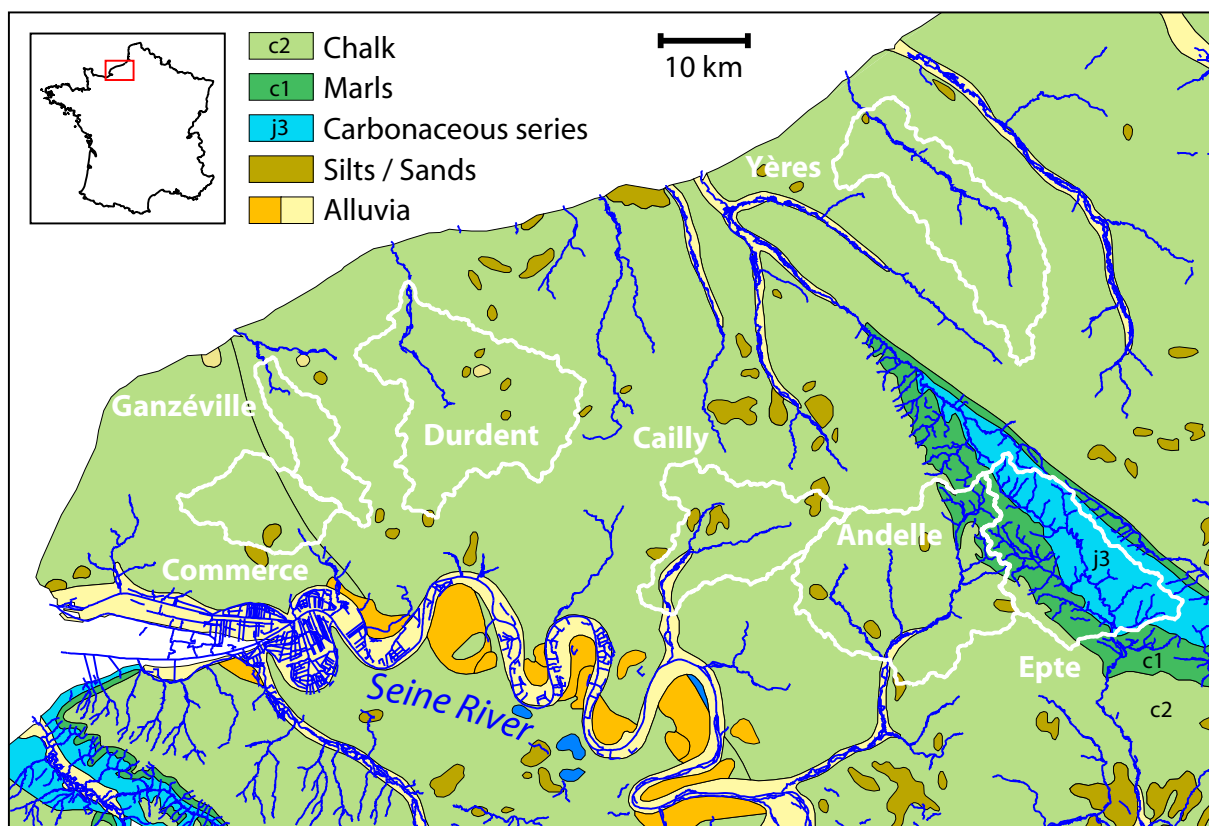 c2 Chalk
c1 Marls
j3 Carbonaceous series
Silts / Sands
Alluvia
10 km
Yères
Ganzéville
Durdent
Cailly
Andelle
Commerce
j3
Epte
c1
Seine River
c2